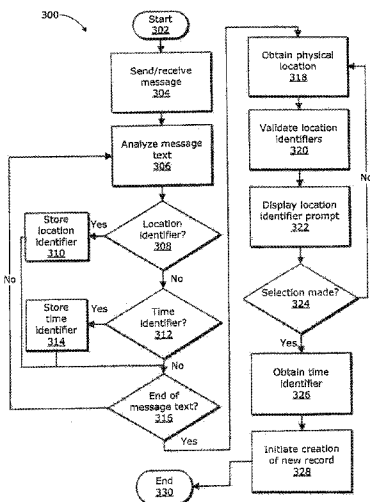 300
Start
302
Send/receive
message
304
Analyze message
text
306
Location
identifier?
308
Yes
Store
location
identifier
310
No
Time
identifier?
312
Yes
Store
time
identifier
314
No
End of
message text?
316
No
Yes
Obtain physical
location
318
Validate location
identifiers
320
Display location
identifier prompt
322
Selection made?
324
No
Yes
Obtain time
identifier
326
Initiate creation
of new record
328
End
330